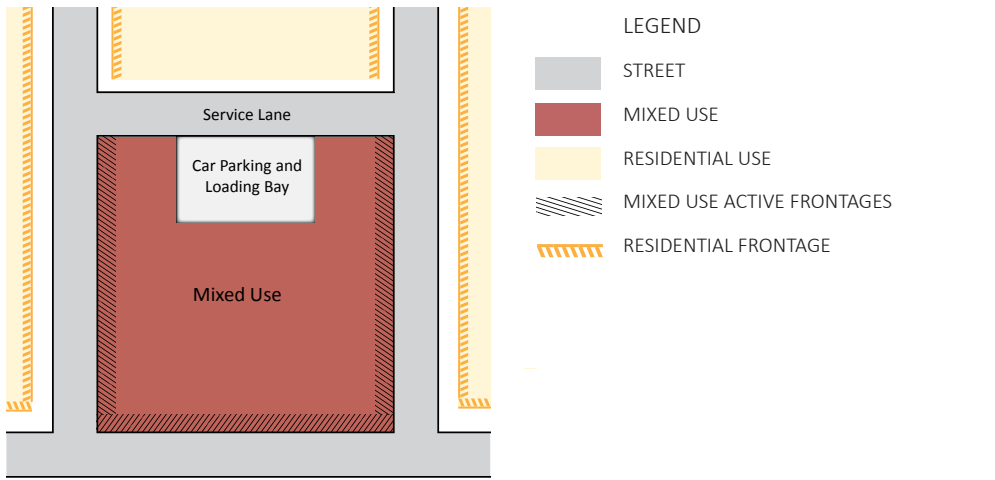 Service Lane
Car Parking and
Loading Bay
Mixed Use
LEGEND
STREET
MIXED USE
RESIDENTIAL USE
MIXED USE ACTIVE FRONTAGES
RESIDENTIAL FRONTAGE